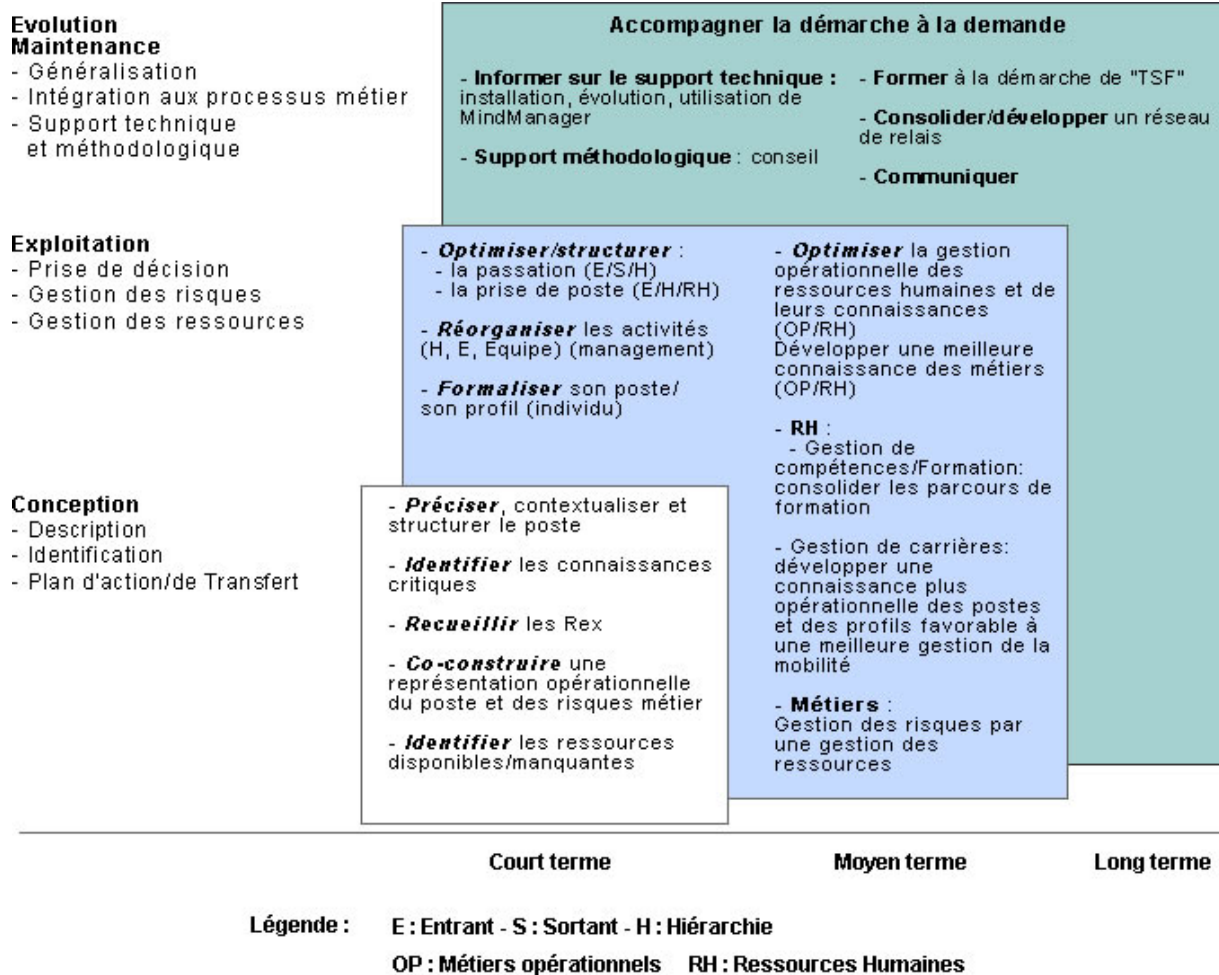 Evolution
Maintenance
- Généralisation
- Intégration aux processus métier
- Support technique
et méthodologique
Accompagner la démarche à la demande
- Informer sur le support technique :
installation, évolution, utilisation de
MindManager
- Support méthodologique : conseil
- Former à la démarche de "TSF"
- Consolider/développer un réseau
de relais
- Communiquer
Exploitation
- Prise de décision
- Gestion des risques
- Gestion des ressources
- Optimiser/structurer :
- la passation (E/S/H)
- la prise de poste (E/H/RH)
- Réorganiser les activités
(H, E, Equipe) (management)
- Formaliser son poste/
son profil (individu)
- Optimiser la gestion
opérationnelle des
ressources humaines et de
leurs connaissances
(OP/RH)
Développer une meilleure
connaissance des métiers
(OP/RH)
- RH :
- Gestion de
compétences/Formation:
consolider les parcours de
formation
- Gestion de carrières:
développer une
connaissance plus
opérationnelle des postes
et des profils favorable à
une meilleure gestion de la
mobilité
- Métiers :
Gestion des risques par
une gestion des
ressources
Conception
- Description
- Identification
- Plan d'action/de Transfert
- Préciser, contextualiser et
structurer le poste
- Identifier les connaissances
critiques
- Recueillir les Rex
- Co-construire une
représentation opérationnelle
du poste et des risques métier
- Identifier les ressources
disponibles/manquantes
Court terme
Moyen terme
Long terme
Légende :
E : Entrant - S : Sortant - H : Hiérarchie
OP : Métiers opérationnels RH : Ressources Humaines